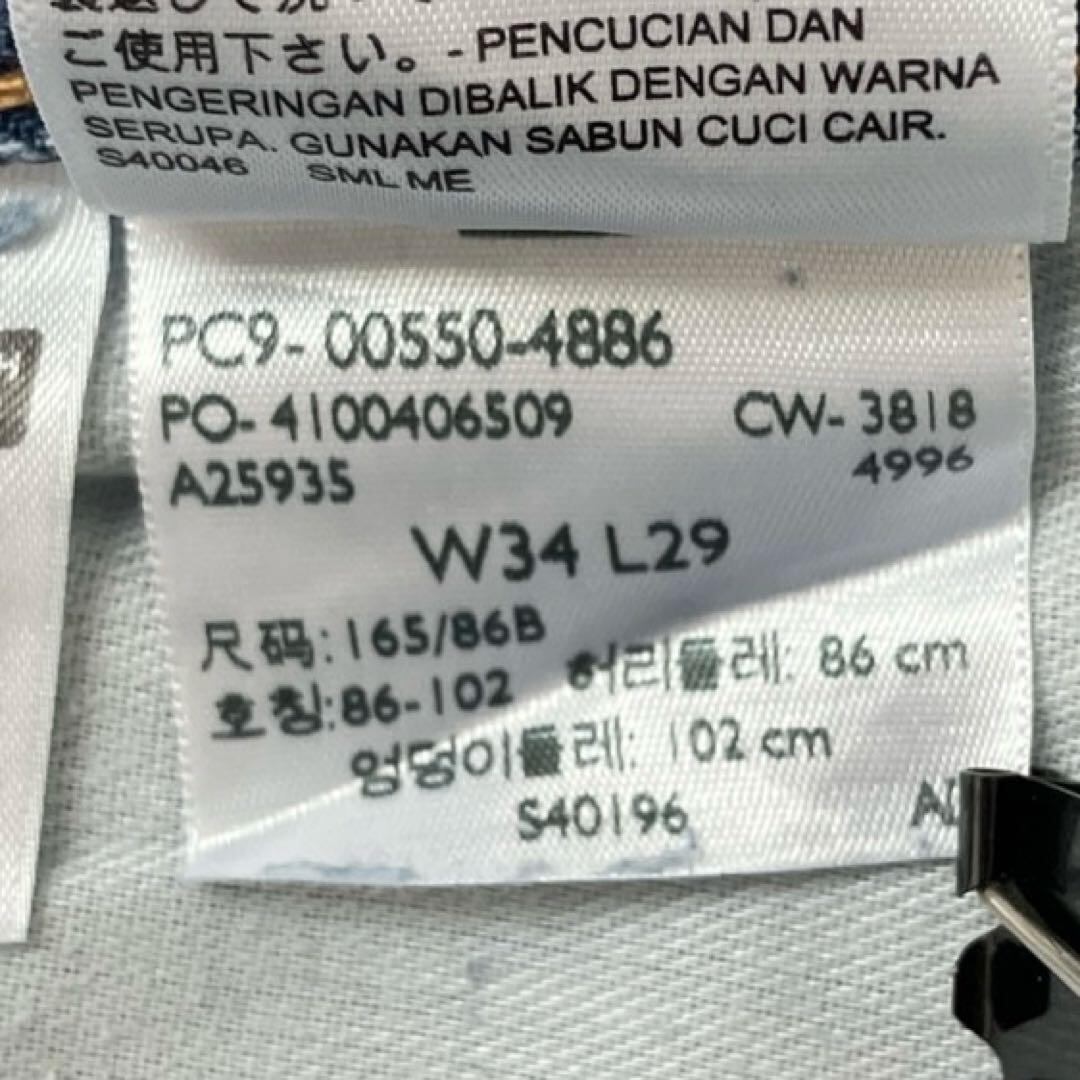 ご使用下さい。- PENCUCIAN DAN
PENGERINGAN DIBALIK DENGAN WARNA
SERUPA. GUNAKAN SABUN CUCI CAIR.
S40046 SML ME
PC9- 00550-4886
PO- 4100406509 CW- 3818
A25935 4996
W34 L29
尺码: 165/86B
호칭:86-102 허리둘레: 86 cm
엉덩이둘레: 102 cm
S40196